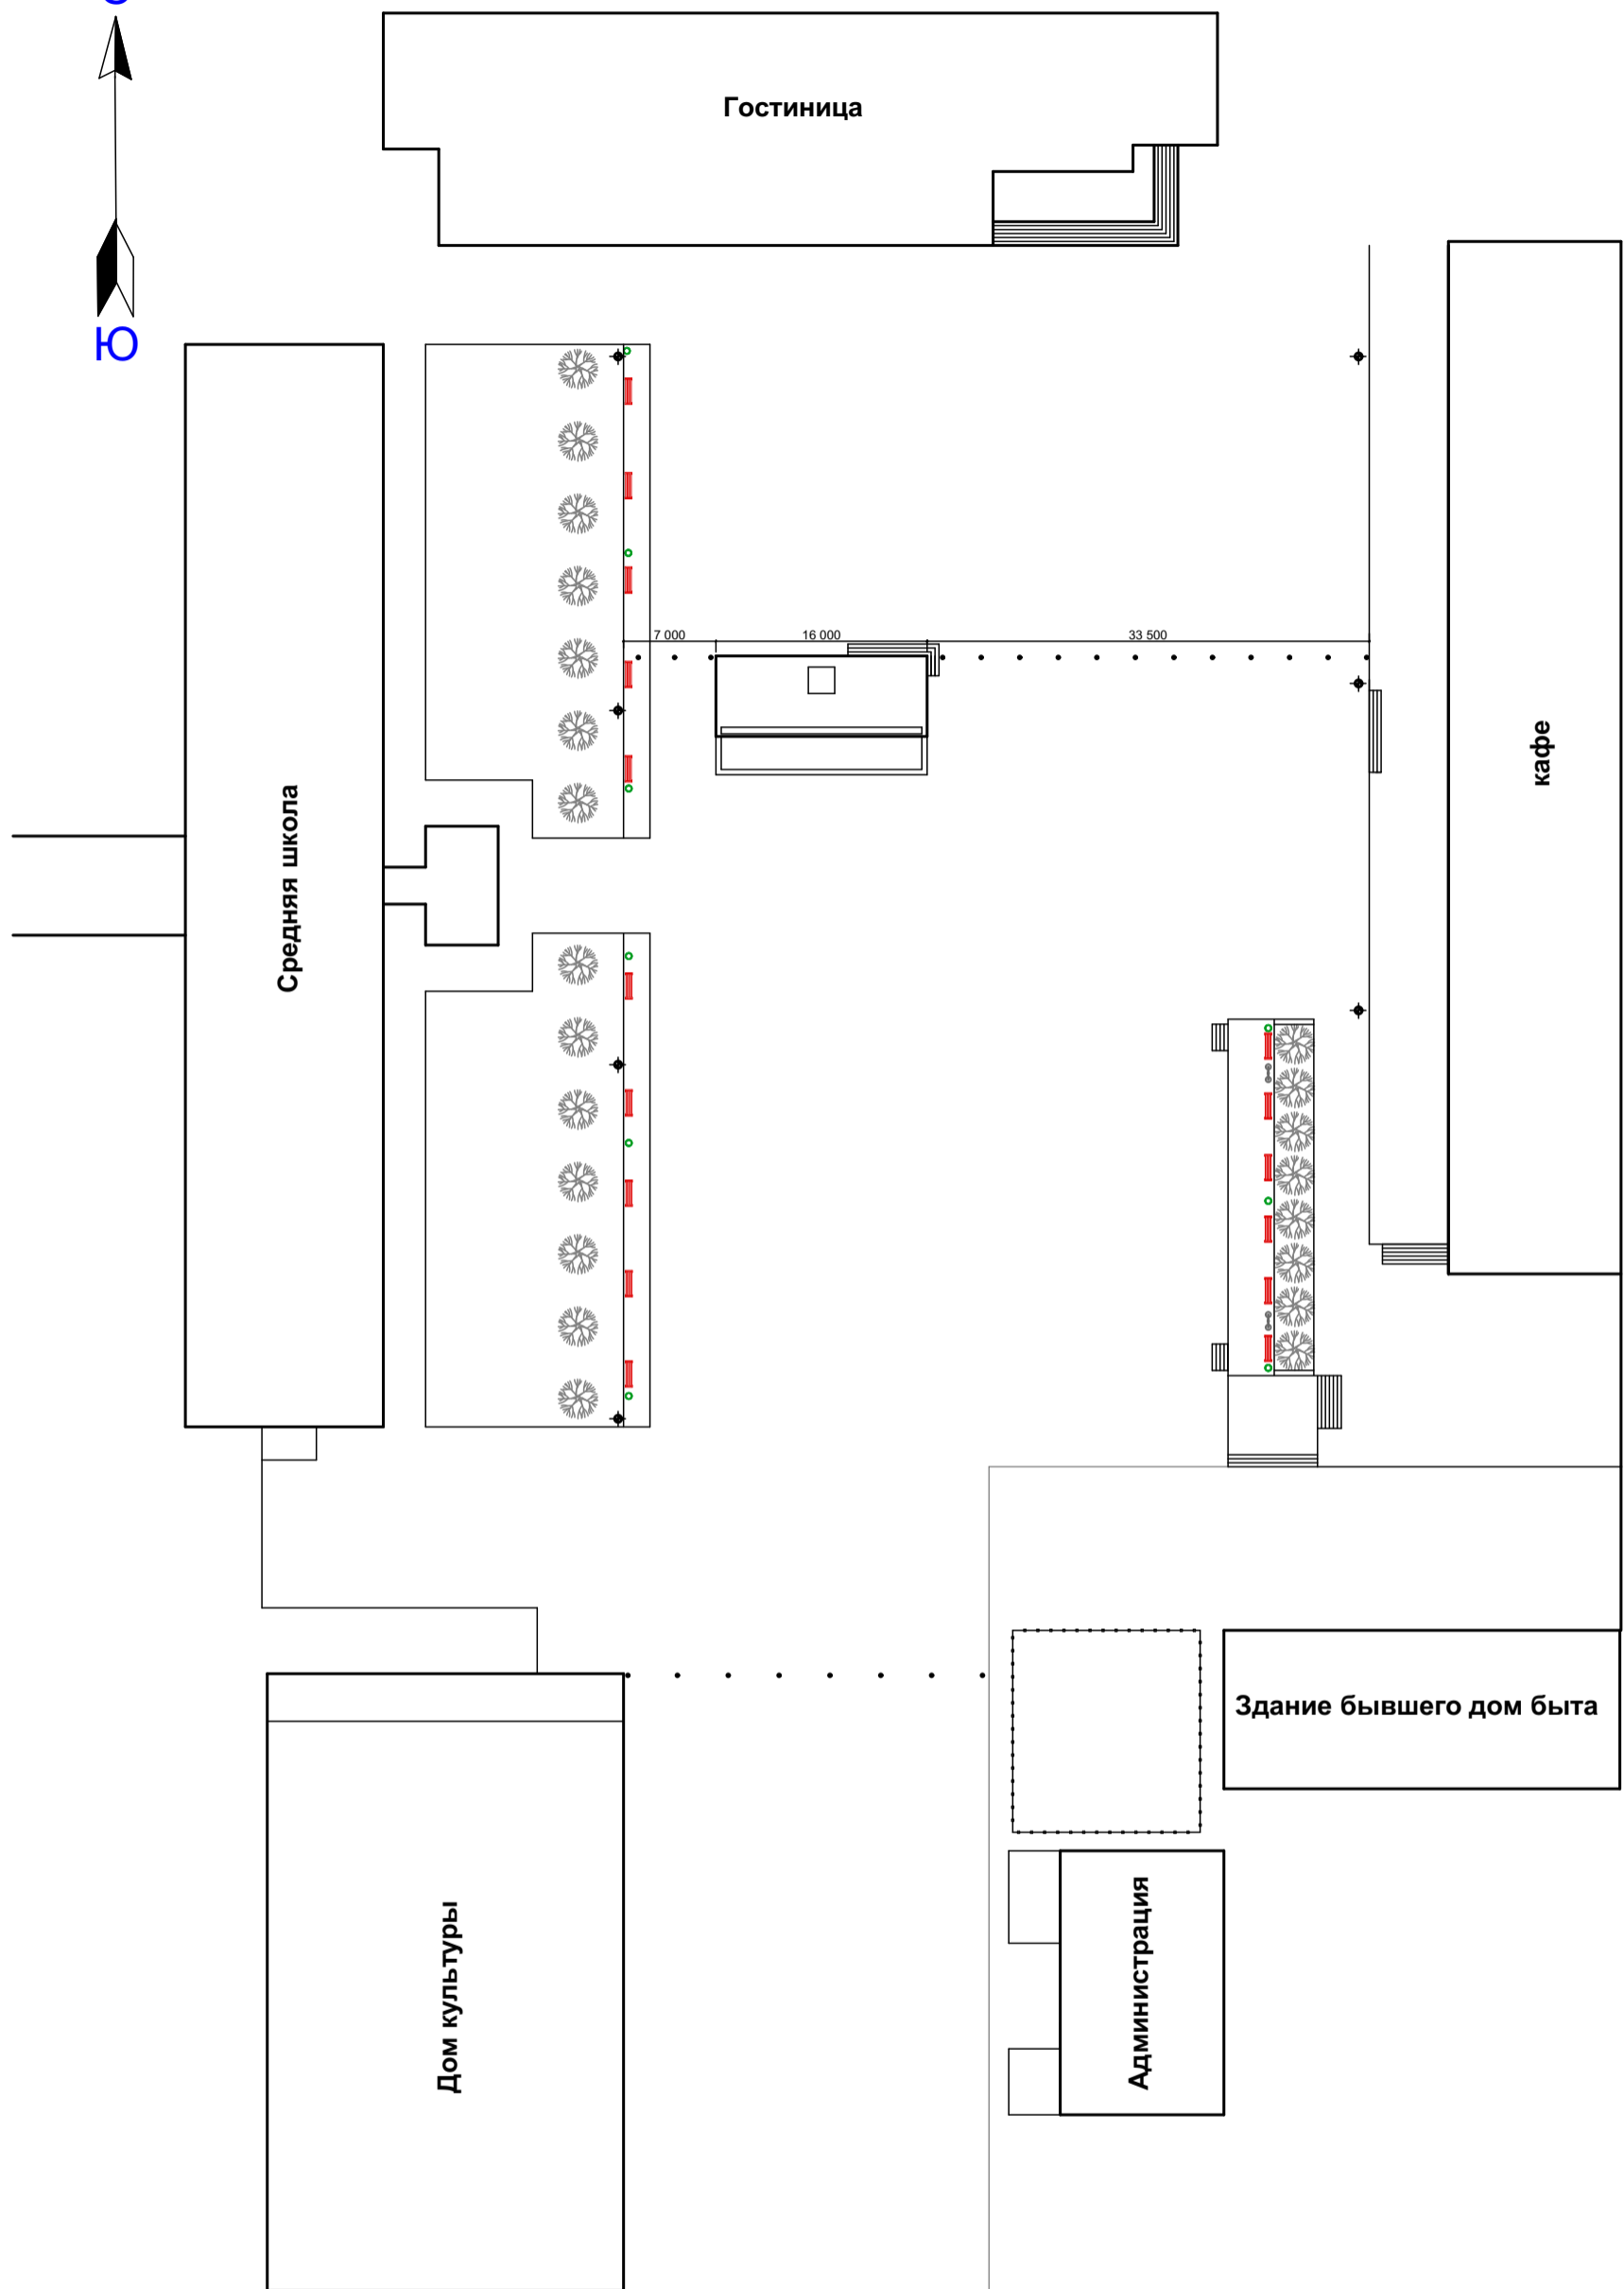 Гостиница
Ю
7 000
16 000
33 500
кафе
Средняя школа
Здание бывшего дом быта
Администрация
Дом культуры